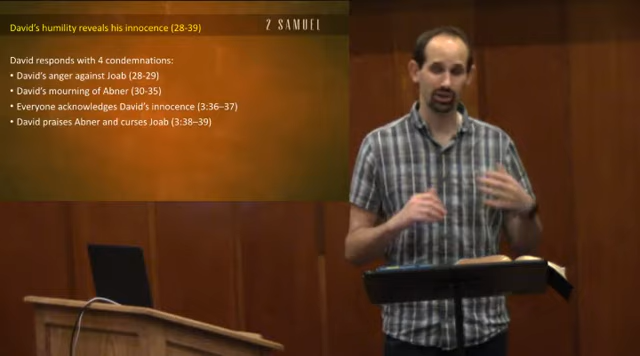 David's humility reveals his innocence (28-39)
2 SAMUEL
David responds with 4 condemnations:
• David's anger against Joab (28-29)
• David's mourning of Abner (30-35)
• Everyone acknowledges David's innocence (3:36–37)
• David praises Abner and curses Joab (3:38–39)